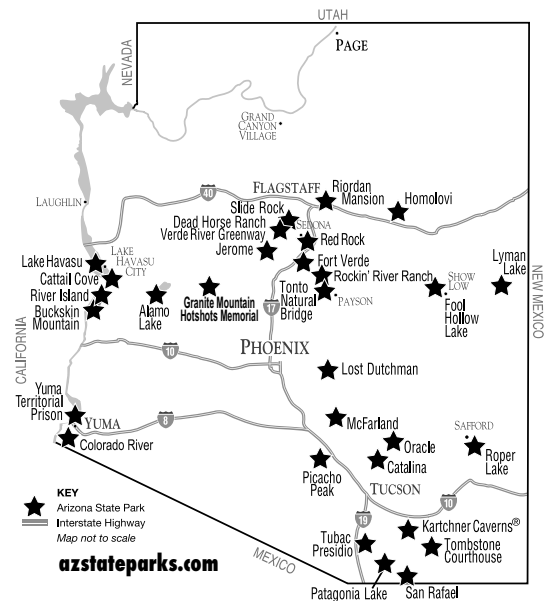 UTAH
PAGE
NEVADA
GRAND
CANYON
VILLAGE
40
FLAGSTAFF
Riordan
Mansion
Homolovi
LAUGHLIN
Slide Rock
Dead Horse Ranch
SEDONA
Verde River Greenway
Red Rock
Jerome
Lake Havasu
LAKE
HAVASU
CITY
Cattail Cove
River Island
Buckskin
Mountain
Alamo
Lake
Granite Mountain
Hotshots Memorial
Fort Verde
Rockin' River Ranch
Tonto
Natural
Bridge
PAYSON
SHOW
LOW
Fool
Hollow
Lake
Lyman
Lake
NEW MEXICO
17
CALIFORNIA
10
PHOENIX
Lost Dutchman
Yuma
Territorial
Prison
YUMA
8
Colorado River
McFarland
Oracle
Catalina
SAFFORD
Roper
Lake
Picacho
Peak
TUCSON
10
19
KEY
Arizona State Park
Interstate Highway
Map not to scale
azstateparks.com
MEXICO
Tubac
Presidio
Kartchner Caverns®
Tombstone
Courthouse
Patagonia Lake
San Rafael